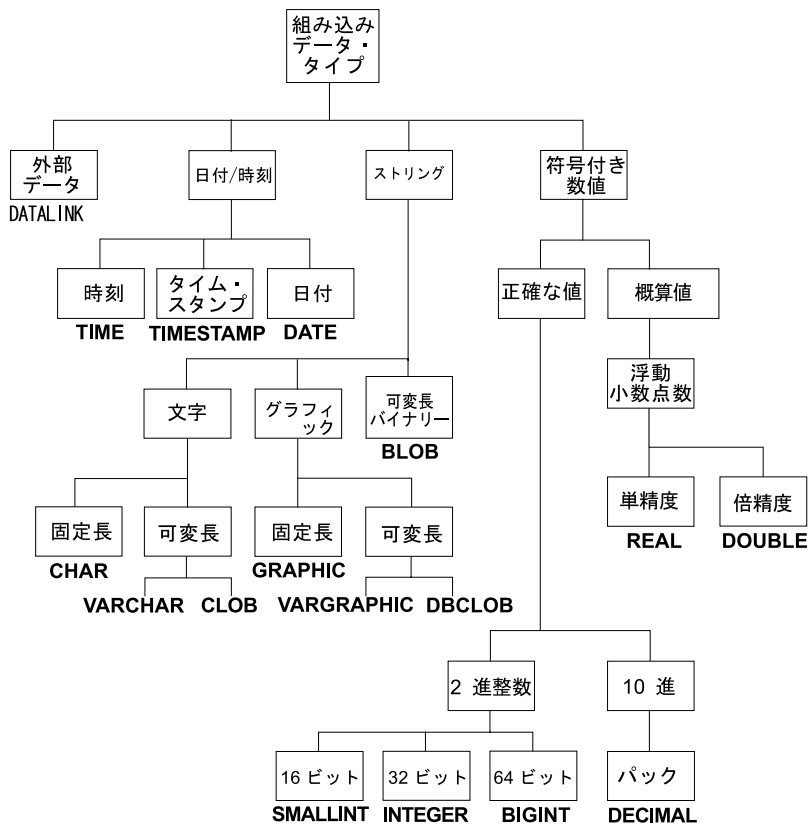 組み込み
データ・
タイプ
外部
データ
DATALINK
日付/時刻
ストリング
符号付き
数値
時刻
TIME
タイム・
スタンプ
TIMESTAMP
日付
DATE
正確な値
概算値
文字
グラフィ
ック
可変長
バイナリー
BLOB
浮動
小数点数
固定長
CHAR
可変長
VARCHAR
CLOB
固定長
GRAPHIC
可変長
VARGRAPHIC
DBCLOB
単精度
REAL
倍精度
DOUBLE
2 進整数
10 進
16 ビット
SMALLINT
32 ビット
INTEGER
64 ビット
BIGINT
パック
DECIMAL